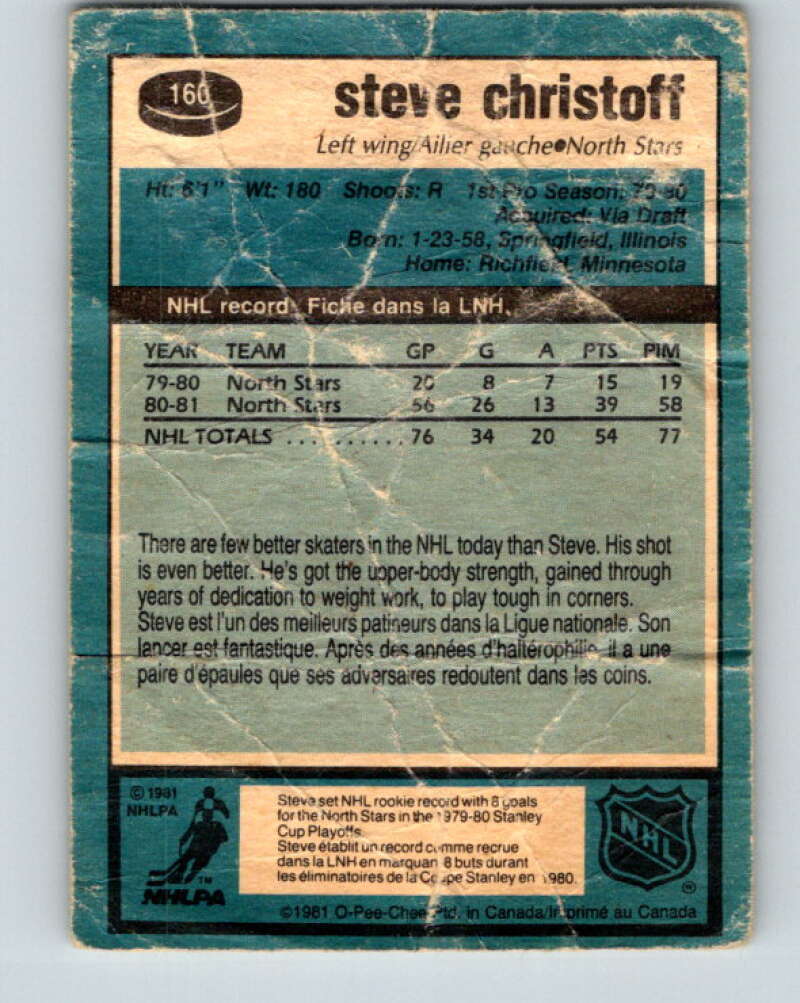 160
steve christoff
Left wing/Ailier gauche●North Stars
Ht: 6'1" Wt: 180 Shoots: R 1st Pro Season: 79-80
Acquired: Via Draft
Born: 1-23-58, Springfield, Illinois
Home: Richfield, Minnesota
NHL record. Fiche dans la LNH.
YEAR TEAM GP G A PTS PIM
79-80 North Stars 20 8 7 15 19
80-81 North Stars 56 26 13 39 58
NHL TOTALS .......... 76 34 20 54 77
There are few better skaters in the NHL today than Steve. His shot
is even better. He's got the upper-body strength, gained through
years of dedication to weight work, to play tough in corners.
Steve est l'un des meilleurs patineurs dans la Ligue nationale. Son
lancer est fantastique. Après des années d'haltérophilie il a une
paire d'épaules que ses adversaires redoutent dans les coins.
©1981
NHLPA
NHLPA
TM
Steve set NHL rookie record with 8 goals
for the North Stars in the 1979-80 Stanley
Cup Playoffs.
Steve établit un record comme recrue
dans la LNH en marquan 8 buts durant
les éliminatoires de la Coupe Stanley en 1980.
NHL
®
©1981 O-Pee-Chee Ptd. in Canada/Imprimé au Canada